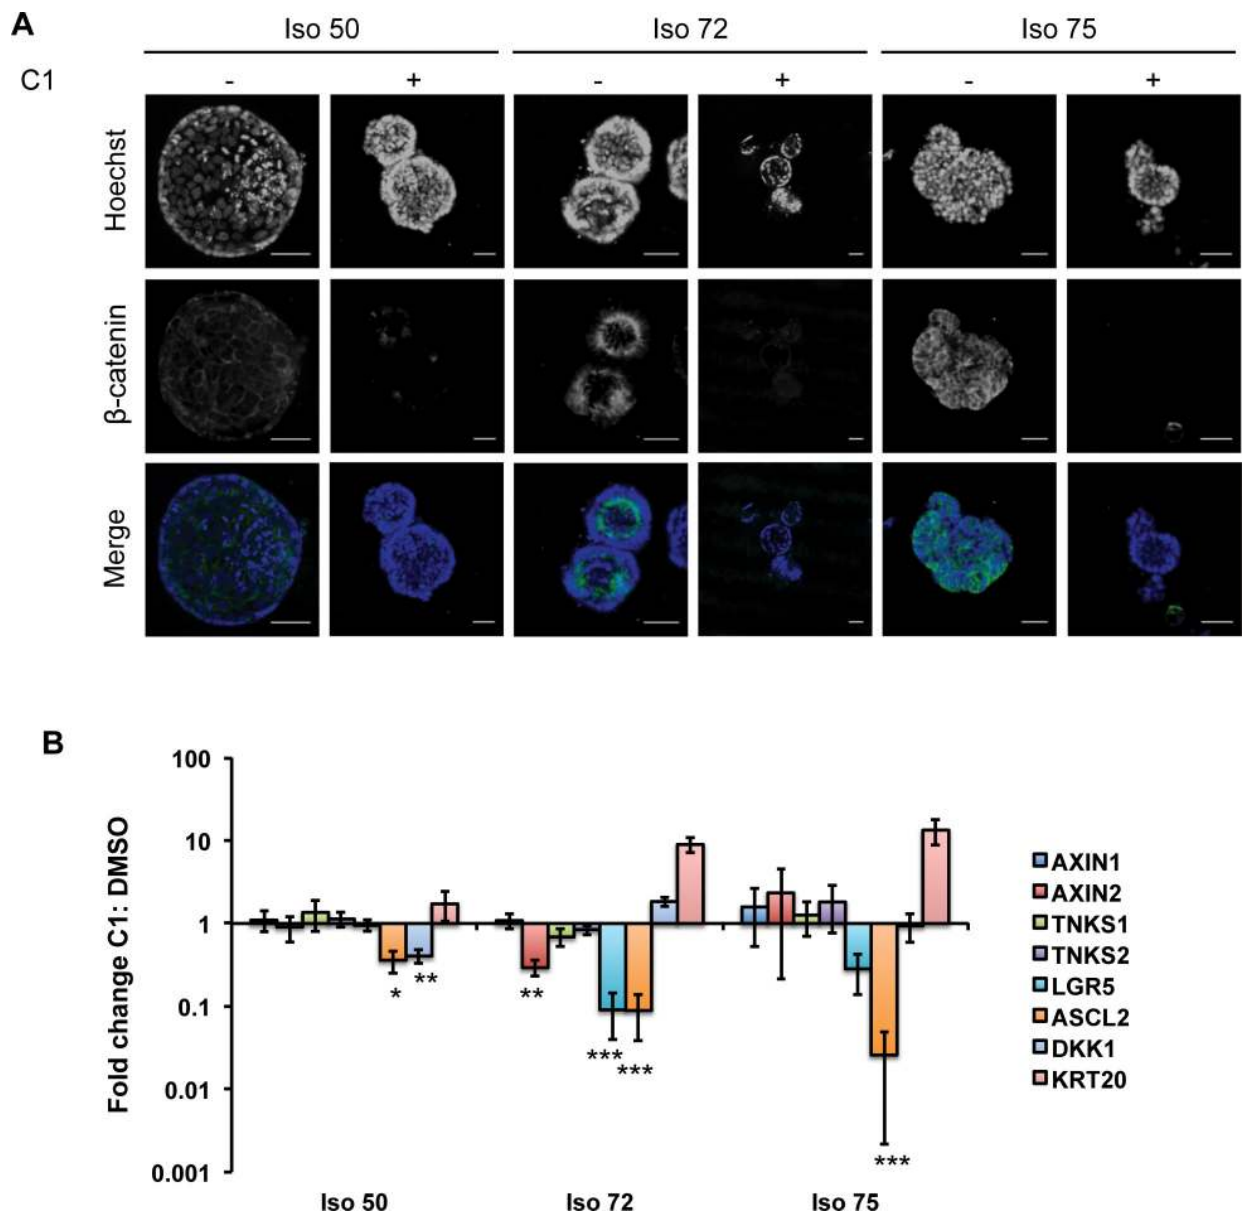 A
Iso 50 Iso 72 Iso 75
C1 - + - + - +
Hoechst
β-catenin
Merge
B
Fold change C1: DMSO
100
10
1
0.1
0.01
0.001
* ** ** *** *** ***
Iso 50 Iso 72 Iso 75
AXIN1
AXIN2
TNKS1
TNKS2
LGR5
ASCL2
DKK1
KRT20